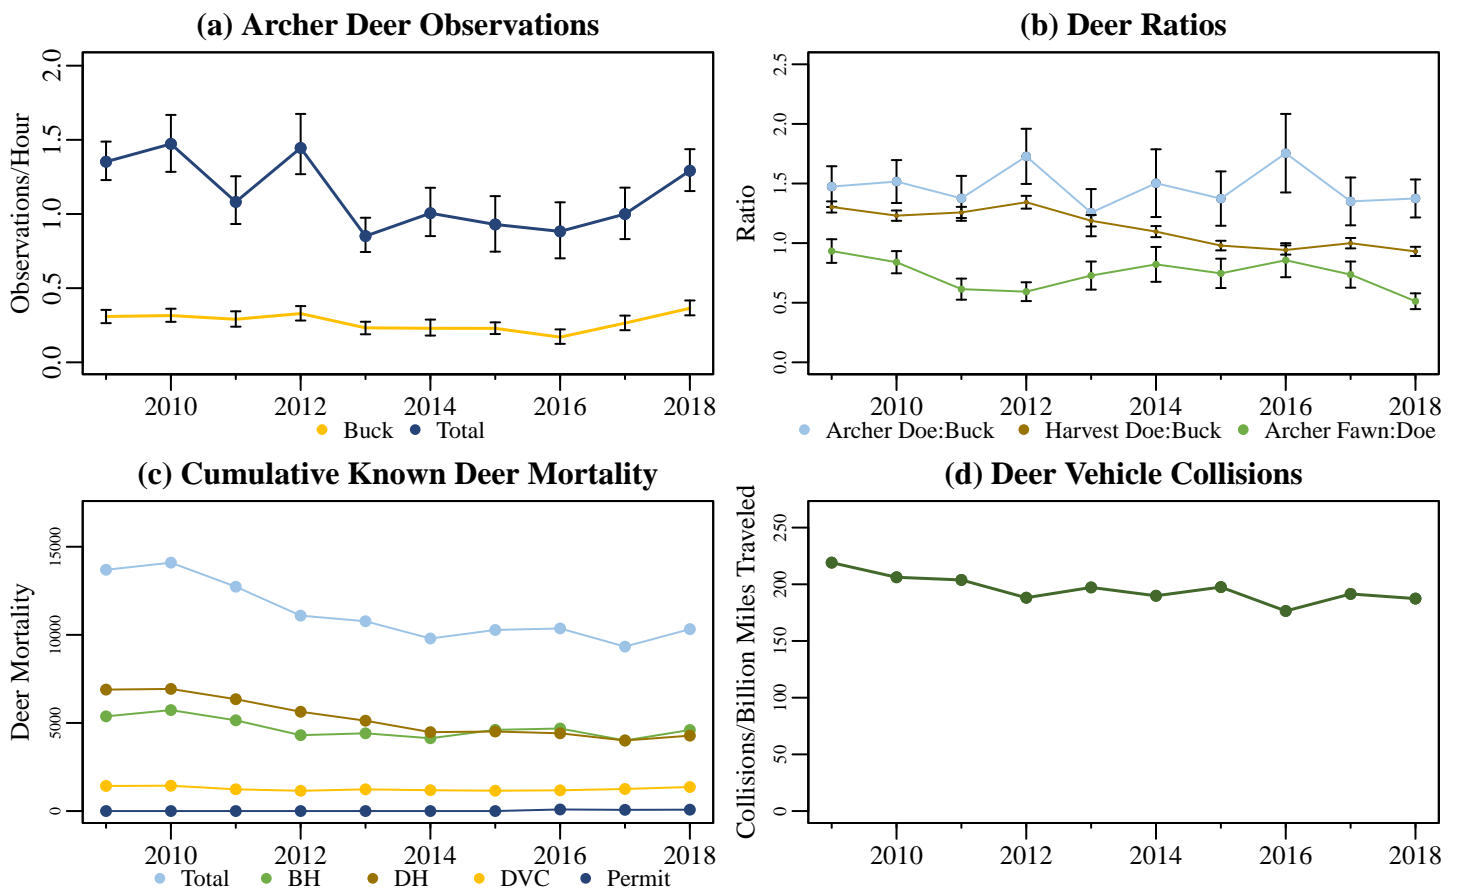 (a) Archer Deer Observations
Observations/Hour
2.0
1.5
1.0
0.5
0.0
2010 2012 2014 2016 2018
Buck Total
(b) Deer Ratios
Ratio
2.5
2.0
1.5
1.0
0.5
0.0
2010 2012 2014 2016 2018
Archer Doe:Buck Harvest Doe:Buck Archer Fawn:Doe
(c) Cumulative Known Deer Mortality
Deer Mortality
15000
10000
5000
0
2010 2012 2014 2016 2018
Total BH DH DVC Permit
(d) Deer Vehicle Collisions
Collisions/Billion Miles Traveled
250
200
150
100
50
0
2010 2012 2014 2016 2018